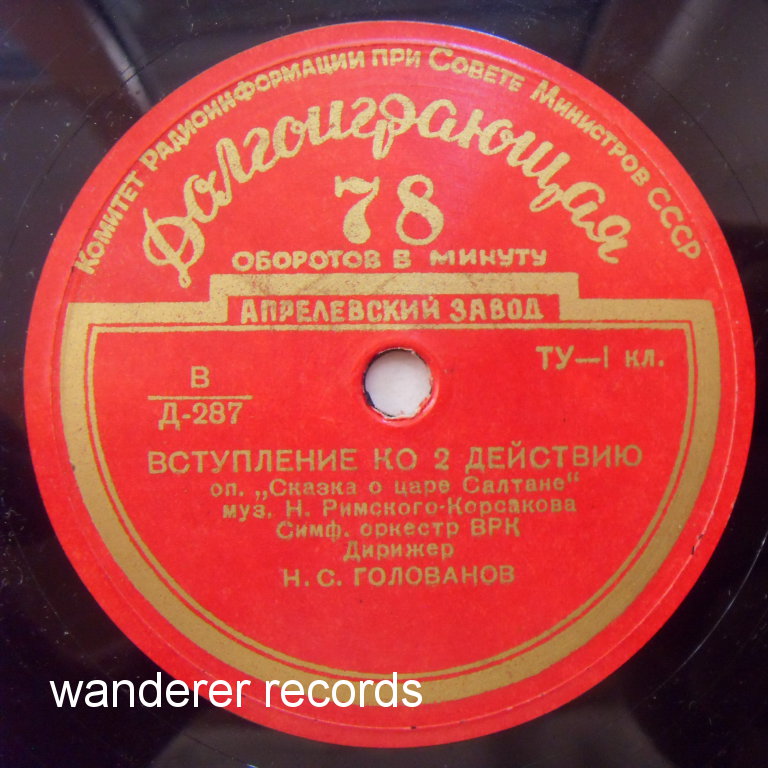 Комитет Радиоинформации при Совете Министров СССР
Долгоиграющая
78
ОБОРОТОВ В МИНУТУ
АПРЕЛЕВСКИЙ ЗАВОД
ТУ—I кл.
В
Д-287
ВСТУПЛЕНИЕ КО 2 ДЕЙСТВИЮ
оп. „Сказка о царе Салтане“
муз. Н. Римского-Корсакова
Симф. оркестр ВРК
Дирижер
Н. С. ГОЛОВАНОВ
wanderer records